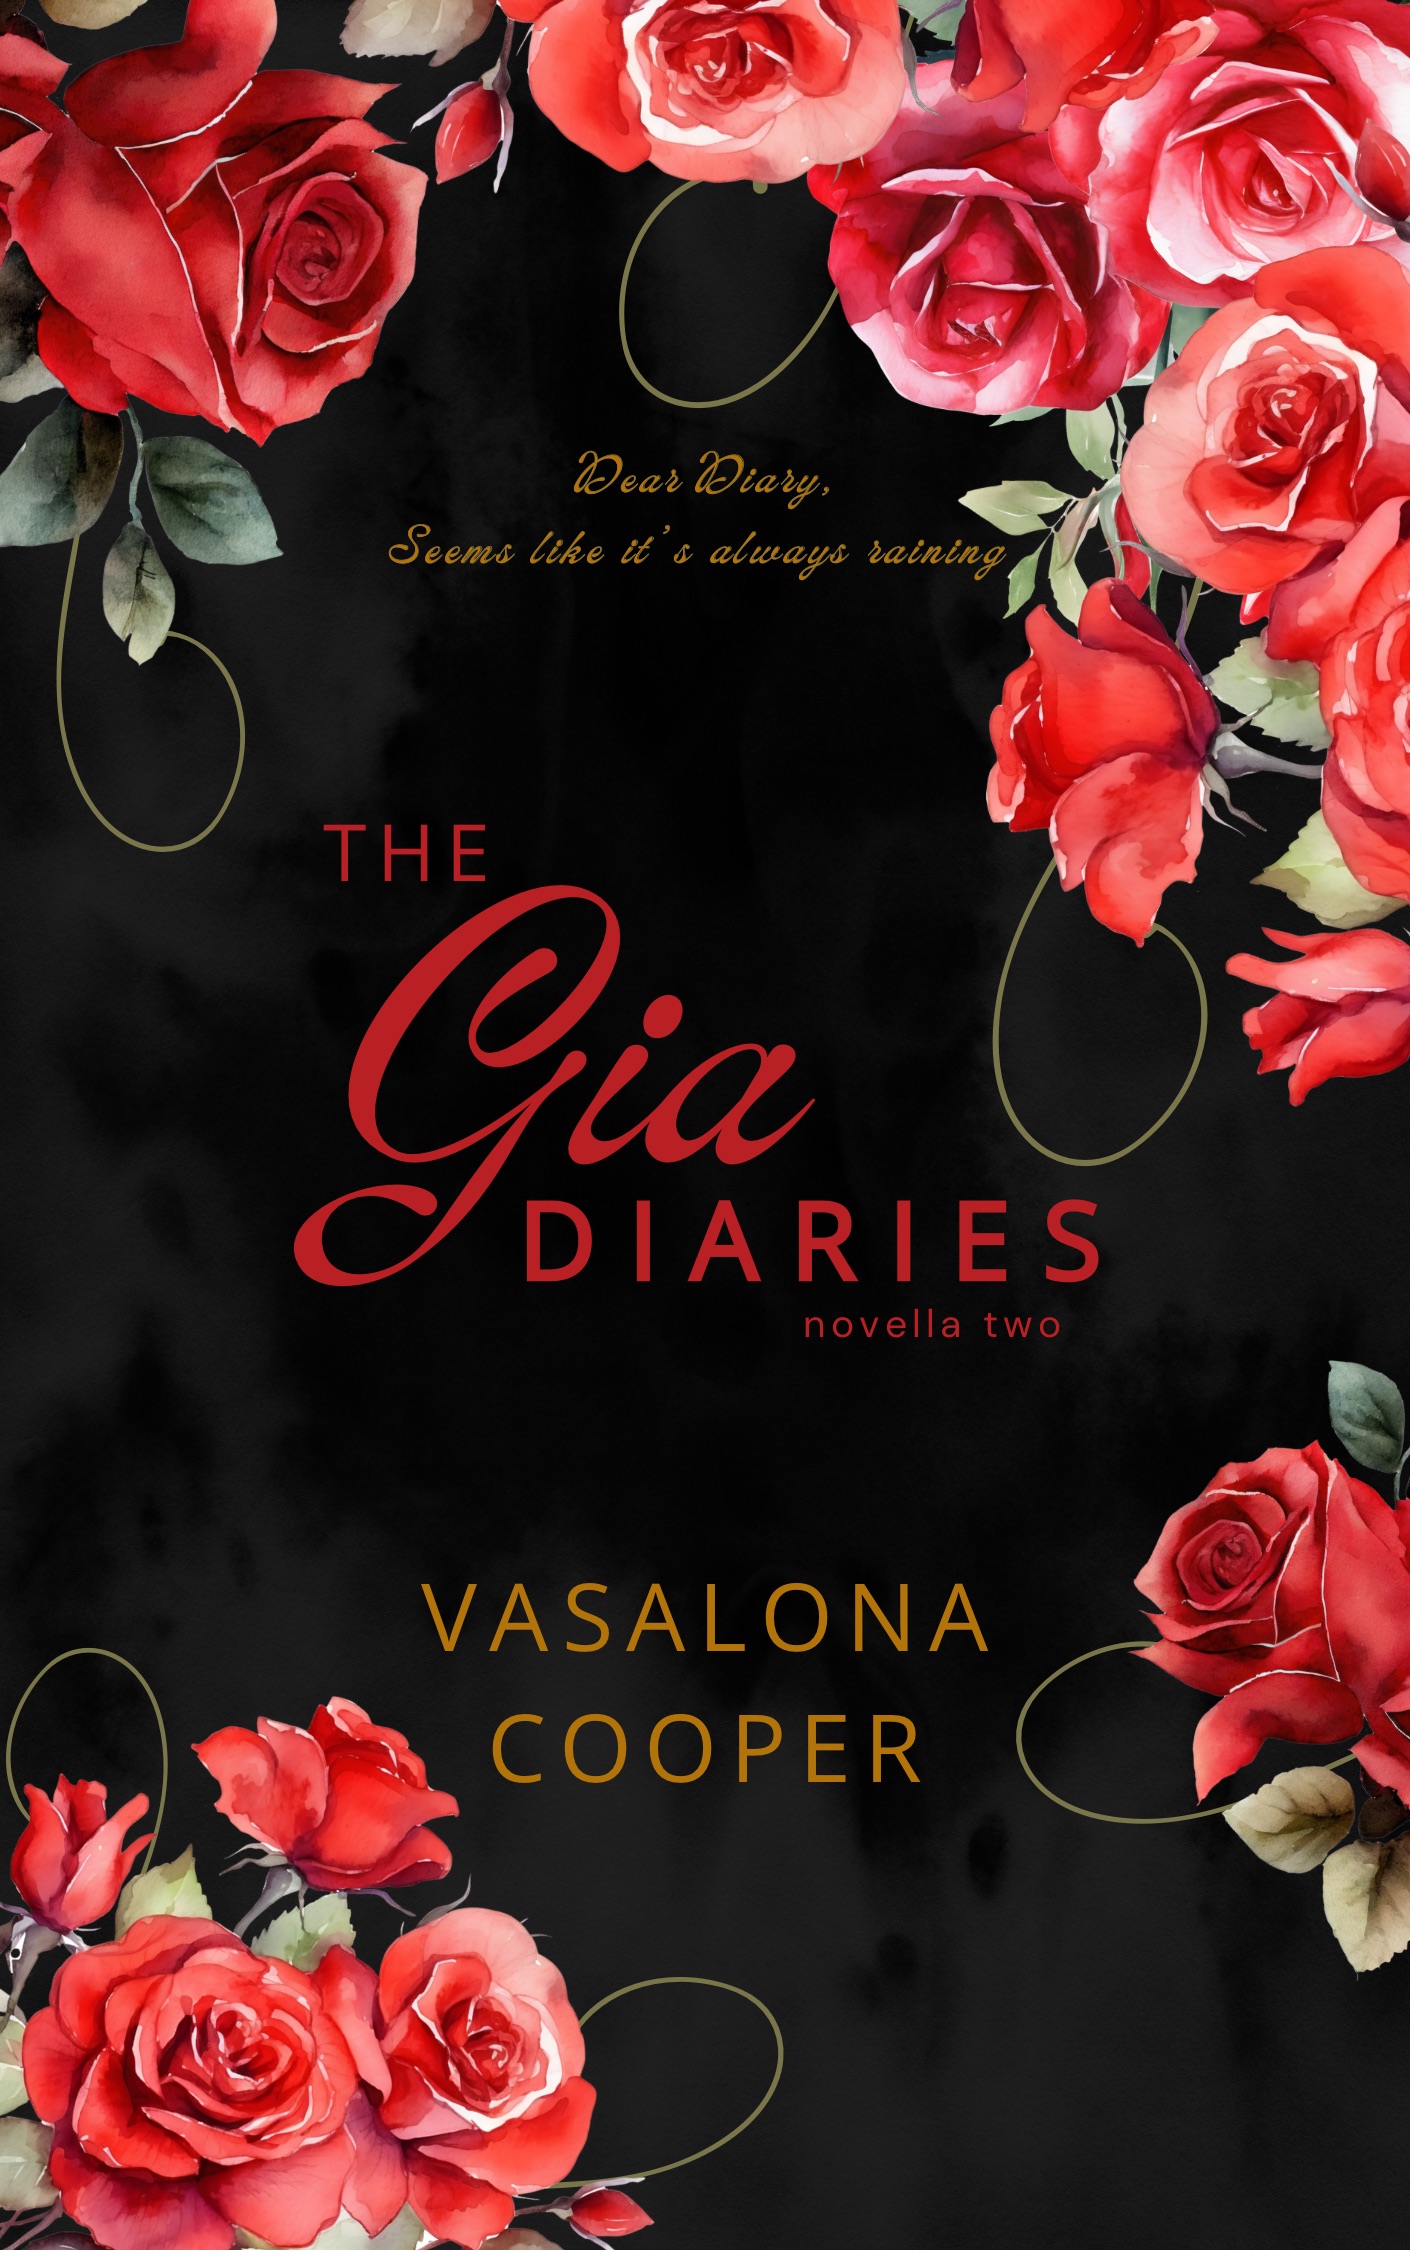 Dear Diary,
Seems like it's always raining
THE
Gia
DIARIES
novella two
VASALONA
COOPER